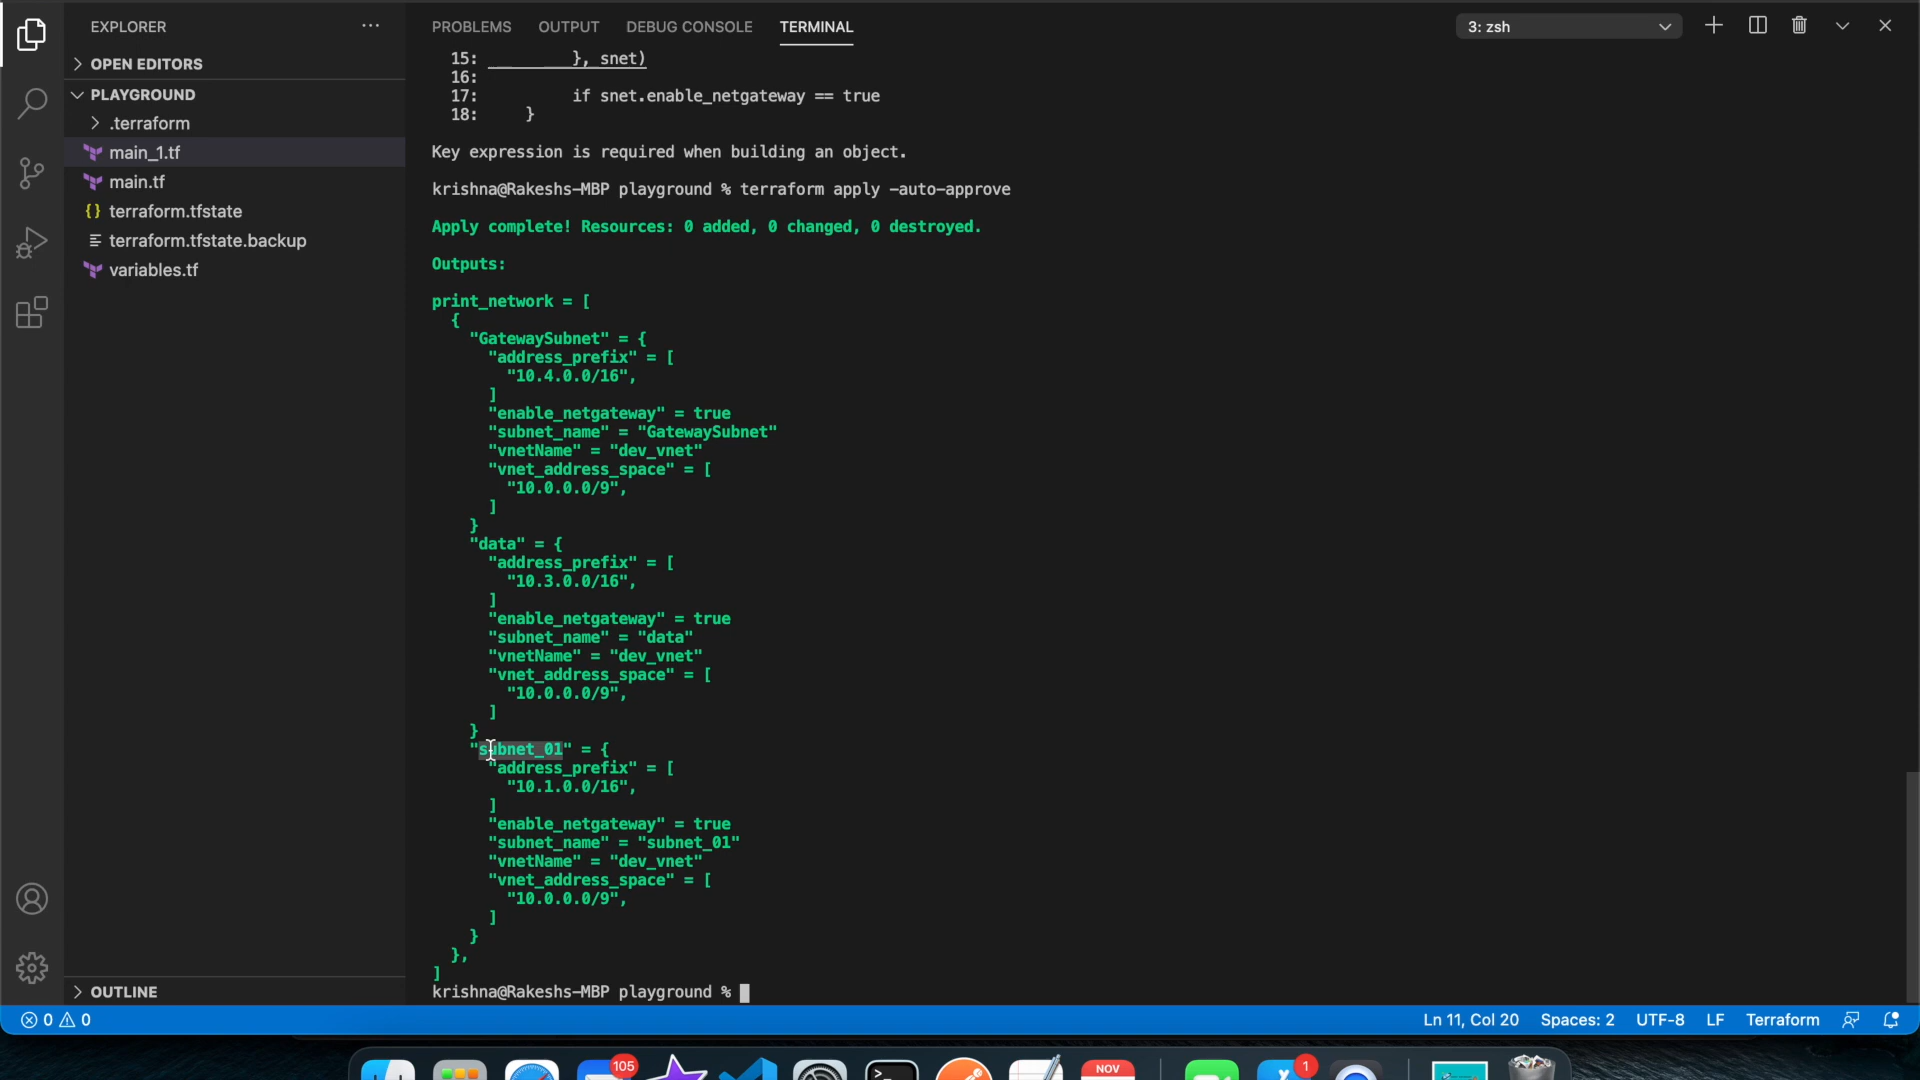 EXPLORER
OPEN EDITORS
PLAYGROUND
.terraform
main_1.tf
main.tf
{} terraform.tfstate
terraform.tfstate.backup
variables.tf
OUTLINE
PROBLEMS OUTPUT DEBUG CONSOLE TERMINAL
3: zsh
15: __ ___}, snet)
16:
17: if snet.enable_netgateway == true
18: }
Key expression is required when building an object.
krishna@Rakeshs-MBP playground % terraform apply -auto-approve
Apply complete! Resources: 0 added, 0 changed, 0 destroyed.
Outputs:
print_network = [
{
"GatewaySubnet" = {
"address_prefix" = [
"10.4.0.0/16",
]
"enable_netgateway" = true
"subnet_name" = "GatewaySubnet"
"vnetName" = "dev_vnet"
"vnet_address_space" = [
"10.0.0.0/9",
]
}
"data" = {
"address_prefix" = [
"10.3.0.0/16",
]
"enable_netgateway" = true
"subnet_name" = "data"
"vnetName" = "dev_vnet"
"vnet_address_space" = [
"10.0.0.0/9",
]
}
"subnet_01" = {
"address_prefix" = [
"10.1.0.0/16",
]
"enable_netgateway" = true
"subnet_name" = "subnet_01"
"vnetName" = "dev_vnet"
"vnet_address_space" = [
"10.0.0.0/9",
]
}
},
]
krishna@Rakeshs-MBP playground %
0 0
Ln 11, Col 20 Spaces: 2 UTF-8 LF Terraform
105
NOV
1